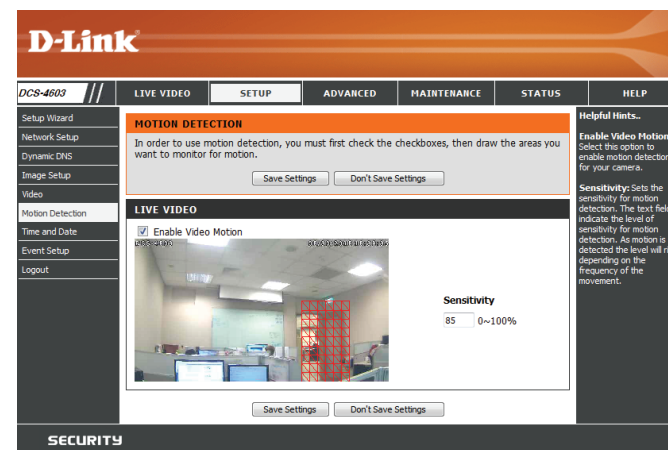 D-Link
DCS-4603 // LIVE VIDEO SETUP ADVANCED MAINTENANCE STATUS HELP
Setup Wizard
Network Setup
Dynamic DNS
Image Setup
Video
Motion Detection
Time and Date
Event Setup
Logout
MOTION DETECTION
In order to use motion detection, you must first check the checkboxes, then draw the areas you
want to monitor for motion.
Save Settings Don't Save Settings
LIVE VIDEO
Enable Video Motion
Sensitivity
85 0~100%
Save Settings Don't Save Settings
Helpful Hints..
Enable Video Motion
Select this option to
enable motion detection
for your camera.
Sensitivity: Sets the
sensitivity for motion
detection. The text fiel
indicate the level of
sensitivity for motion
detection. As motion is
detected the level will ri
depending on the
frequency of the
movement.
SECURITY